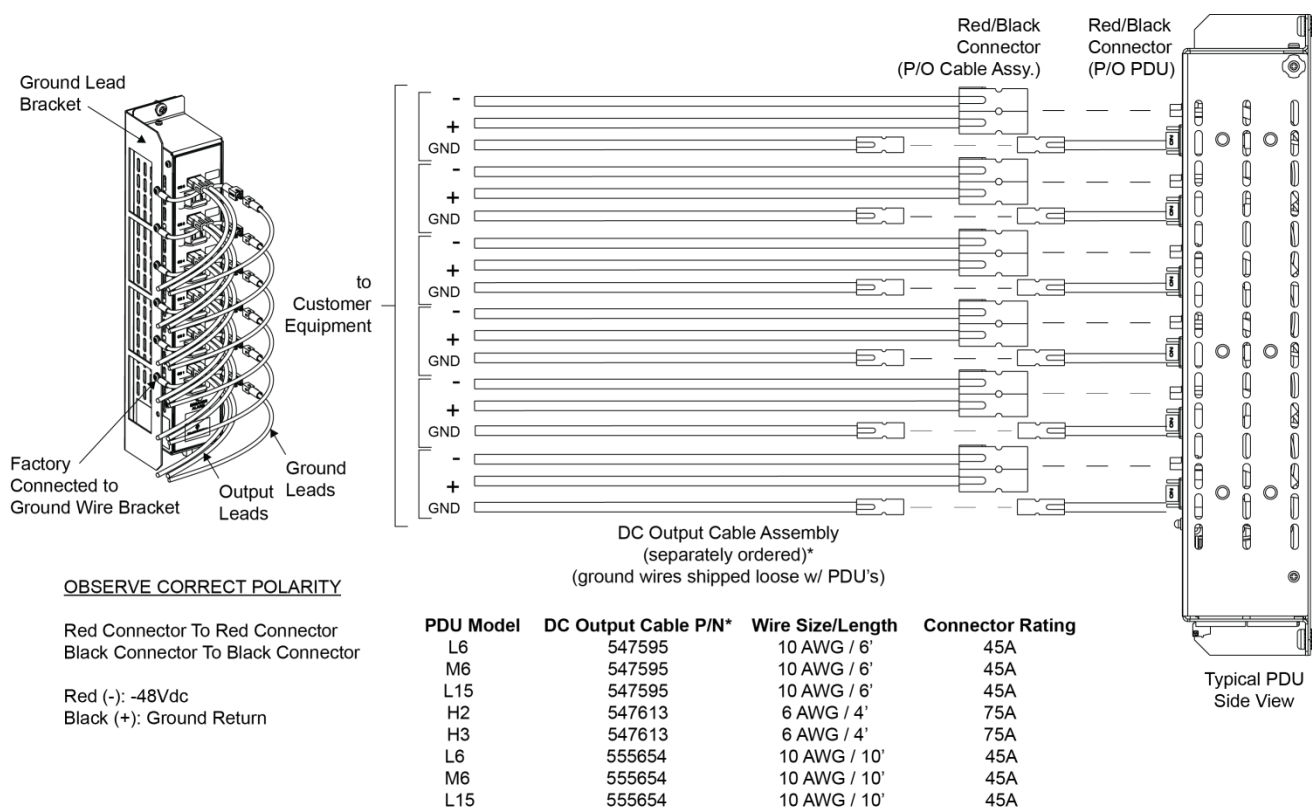 Ground Lead
Bracket
Red/Black
Connector
(P/O Cable Assy.)
Red/Black
Connector
(P/O PDU)
-
+
GND
-
+
GND
-
+
GND
-
+
GND
-
+
GND
-
+
GND
to
Customer
Equipment
Factory
Connected to
Ground Wire Bracket
Output
Leads
Ground
Leads
DC Output Cable Assembly
(separately ordered)*
(ground wires shipped loose w/ PDU's)
Typical PDU
Side View
OBSERVE CORRECT POLARITY
Red Connector To Red Connector
Black Connector To Black Connector
Red (-): -48Vdc
Black (+): Ground Return
PDU Model DC Output Cable P/N* Wire Size/Length Connector Rating
L6 547595 10 AWG / 6' 45A
M6 547595 10 AWG / 6' 45A
L15 547595 10 AWG / 6' 45A
H2 547613 6 AWG / 4' 75A
H3 547613 6 AWG / 4' 75A
L6 555654 10 AWG / 10' 45A
M6 555654 10 AWG / 10' 45A
L15 555654 10 AWG / 10' 45A